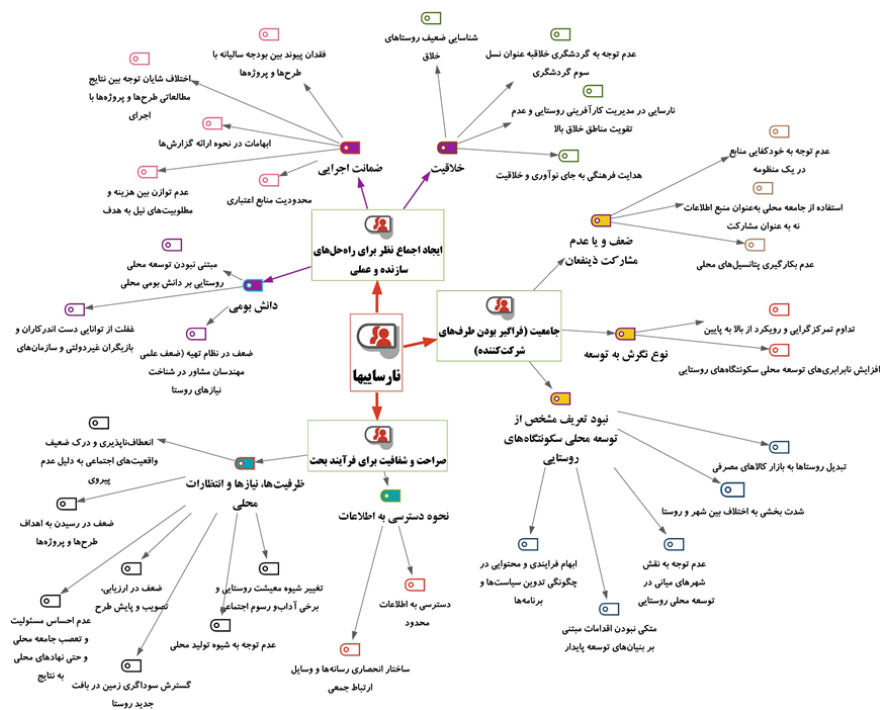 نارساییها
ایجاد اجماع نظر برای راه‌حل‌های
سازنده و عملی
خلاقیت
شناسایی ضعیف روستاهای
خلاق
عدم توجه به گردشگری خلاقبه عنوان نسل
سوم گردشگری
نارسایی در مدیریت کارآفرینی روستایی و عدم
تقویت مناطق خلاق بالا
هدایت فرهنگی به جای نوآوری و خلاقیت
ضمانت اجرایی
فقدان پیوند بین بودجه سالیانه با
طرح‌ها و پروژه‌ها
اختلاف شایان توجه بین نتایج
مطالعاتی طرح‌ها و پروژه‌ها با
اجرای
ابهامات در نحوه ارائه گزارش‌ها
عدم توازن بین هزینه و
مطلوبیت‌های نیل به هدف
محدودیت منابع اعتباری
دانش بومی
مبتنی نبودن توسعه محلی
روستایی بر دانش بومی محلی
غفلت از توانایی دست اندرکاران و
بازیگران غیردولتی و سازمان‌های
ضعف در نظام تهیه (ضعف علمی
مهندسان مشاور در شناخت
نیازهای روستا
جامعیت (فراگیر بودن طرف‌های
شرکت‌کننده)
ضعف و یا عدم
مشارکت ذینفعان
عدم توجه به خودکفایی منابع
در یک منظومه
استفاده از جامعه محلی به‌عنوان منبع اطلاعات
نه به عنوان مشارکت
عدم بکارگیری پتانسیل‌های محلی
نوع نگرش به توسعه
تداوم تمرکزگرایی و رویکرد از بالا به پایین
افزایش نابرابری‌های توسعه محلی سکونتگاه‌های روستایی
نبود تعریف مشخص از
توسعه محلی سکونتگاه‌های
روستایی
تبدیل روستاها به بازار کالاهای مصرفی
شدت بخشی به اختلاف بین شهر و روستا
عدم توجه به نقش
شهرهای میانی در
توسعه محلی روستایی
متکی نبودن اقدامات مبتنی
بر بنیان‌های توسعه پایدار
ابهام فرایندی و محتوایی در
چگونگی تدوین سیاست‌ها و
برنامه‌ها
صراحت و شفافیت برای فرآیند بحث
نحوه دسترسی به اطلاعات
دسترسی به اطلاعات
محدود
ساختار انحصاری رسانه‌ها و وسایل
ارتباط جمعی
ظرفیت‌ها، نیازها و انتظارات
محلی
انعطاف‌ناپذیری و درک ضعیف
واقعیت‌های اجتماعی به دلیل عدم
پیروی
ضعف در رسیدن به اهداف
طرح‌ها و پروژه‌ها
ضعف در ارزیابی،
تصویب و پایش طرح
تغییر شیوه معیشت روستایی و
برخی آداب‌و رسوم اجتماعی
عدم احساس مسئولیت
و تعصب جامعه محلی
و حتی نهادهای محلی
به نتایج
عدم توجه به شیوه تولید محلی
گسترش سوداگری زمین در بافت
جدید روستا